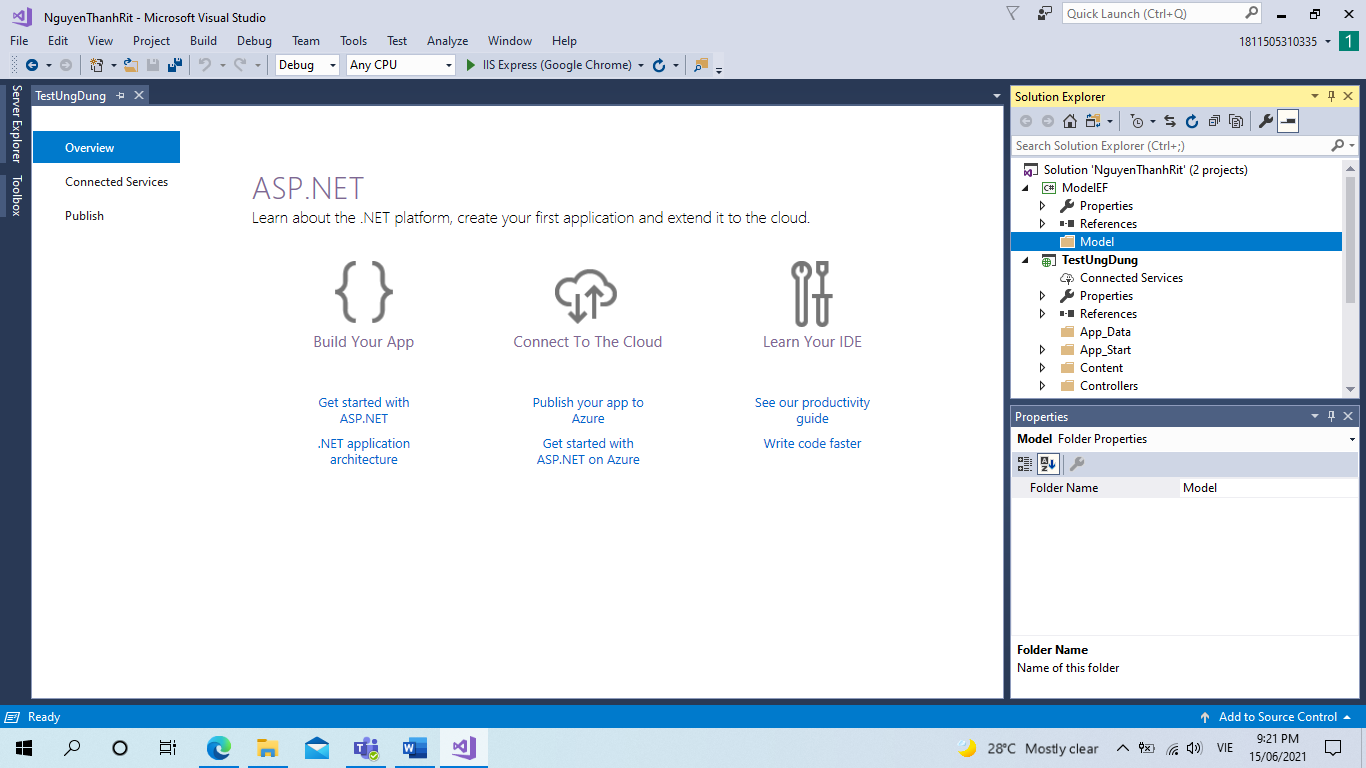 NguyenThanhRit - Microsoft Visual Studio
Quick Launch (Ctrl+Q)
File Edit View Project Build Debug Team Tools Test Analyze Window Help
1811505310335
1
Debug
Any CPU
IIS Express (Google Chrome)
Server Explorer
Toolbox
TestUngDung
Overview
Connected Services
Publish
ASP.NET
Learn about the .NET platform, create your first application and extend it to the cloud.
Build Your App
Get started with
ASP.NET
.NET application
architecture
Connect To The Cloud
Publish your app to
Azure
Get started with
ASP.NET on Azure
Learn Your IDE
See our productivity
guide
Write code faster
Solution Explorer
Search Solution Explorer (Ctrl+;)
Solution 'NguyenThanhRit' (2 projects)
C# ModelEF
Properties
References
Model
TestUngDung
Connected Services
Properties
References
App_Data
App_Start
Content
Controllers
Properties
Model Folder Properties
Folder Name Model
Folder Name
Name of this folder
Ready
Add to Source Control
28°C Mostly clear
VIE
9:21 PM
15/06/2021